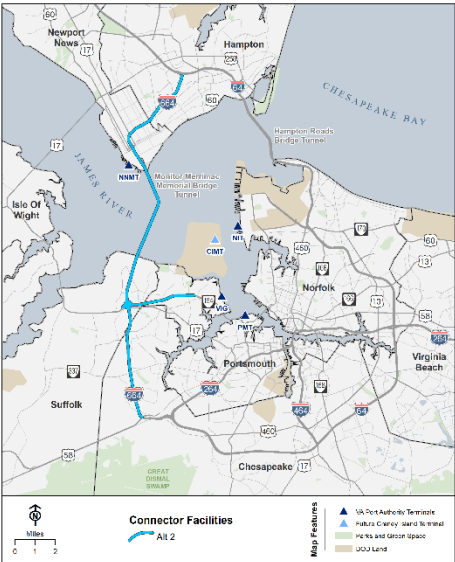 60
Newport
News
17
Hampton
258
64
664
60
CHESAPEAKE BAY
Hampton Roads
Bridge Tunnel
17
NNMT
Monitor Merrimac
Memorial Bridge
Tunnel
JAMES RIVER
Isle Of
Wight
NIT
CIMT
460
60
13
Norfolk
VIG
17
PMT
13
58
264
Portsmouth
Virginia
Beach
Suffolk
664
264
464
64
58
460
Chesapeake
17
GREAT
DISMAL
SWAMP
N
Miles
0 1 2
Connector Facilities
Alt 2
Map Features
VA Port Authority Terminals
Future Craney Island Terminal
Parks and Green Space
DOD Land